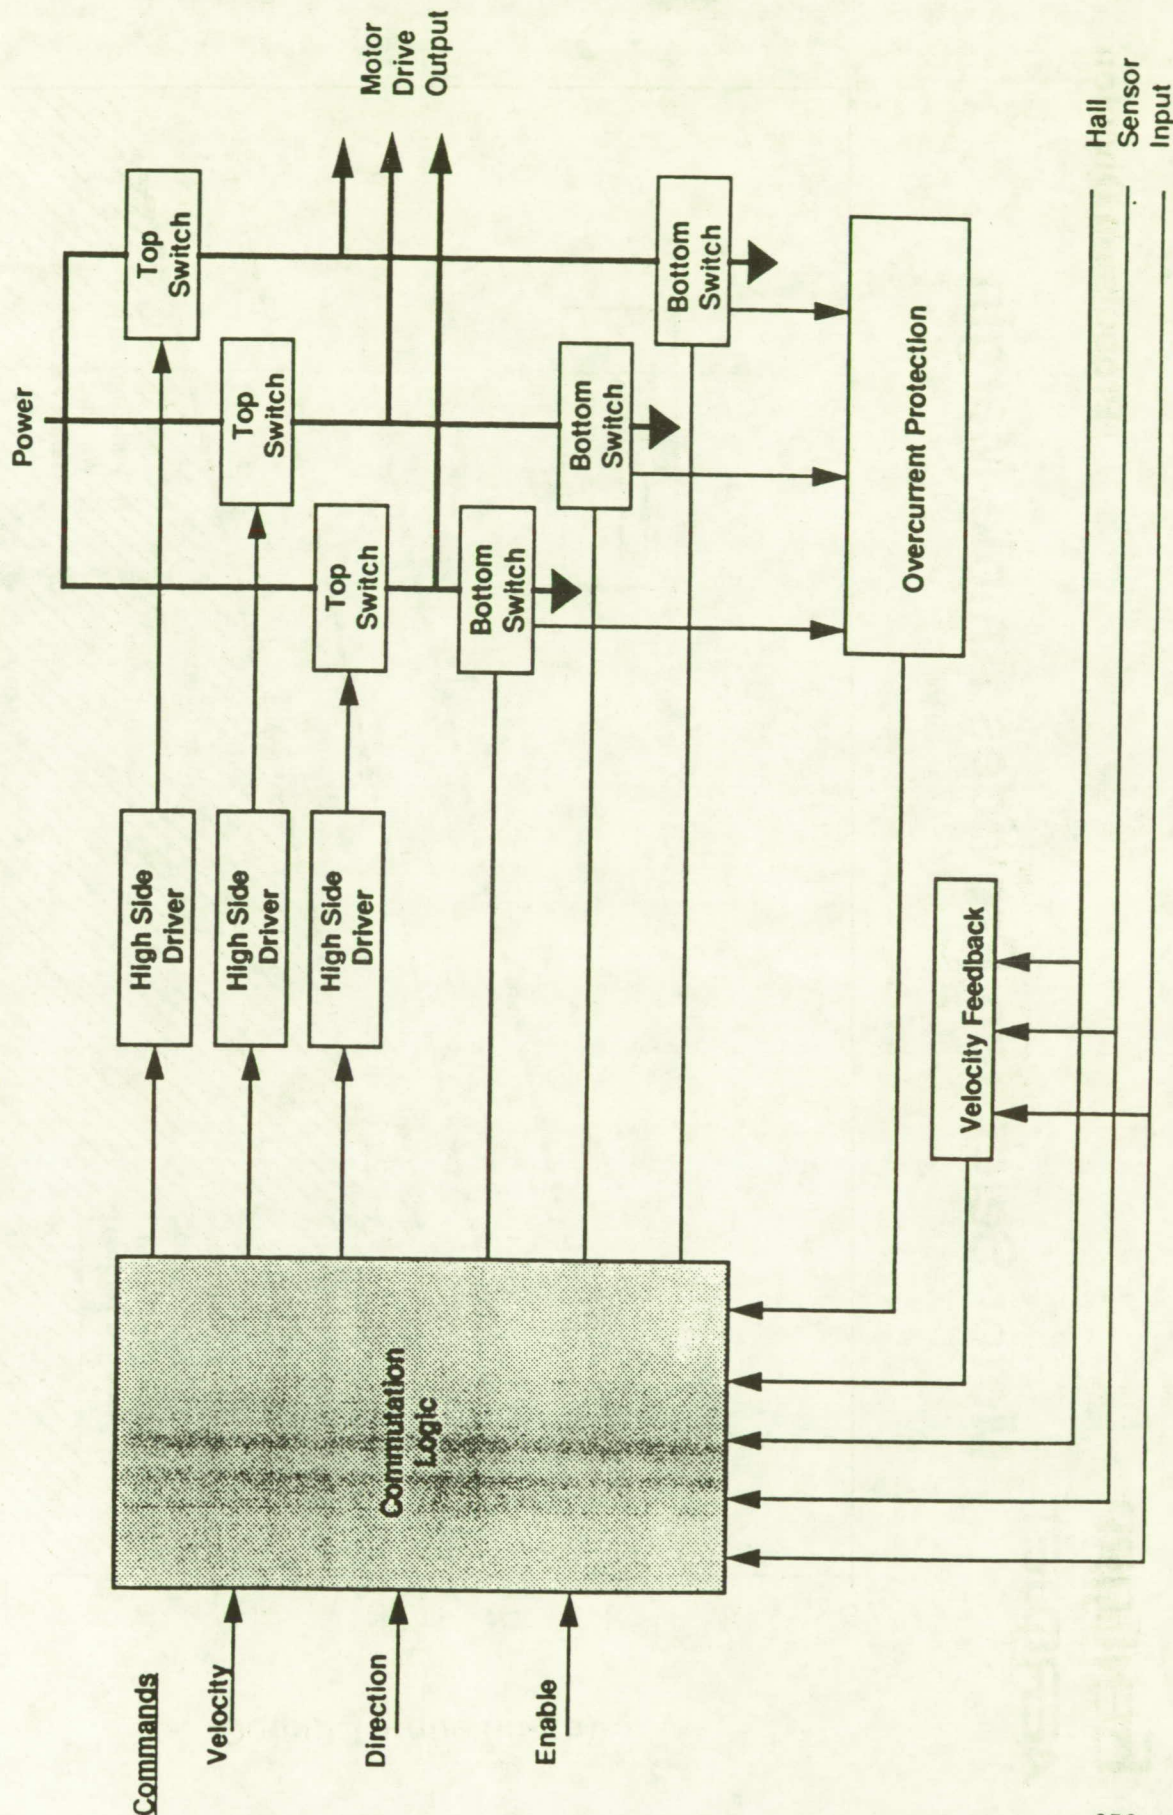 Commands
Velocity
Direction
Enable
Commutation
Logic
High Side
Driver
High Side
Driver
High Side
Driver
Power
Top
Switch
Top
Switch
Top
Switch
Bottom
Switch
Bottom
Switch
Bottom
Switch
Motor
Drive
Output
Overcurrent Protection
Velocity Feedback
Hall
Sensor
Input